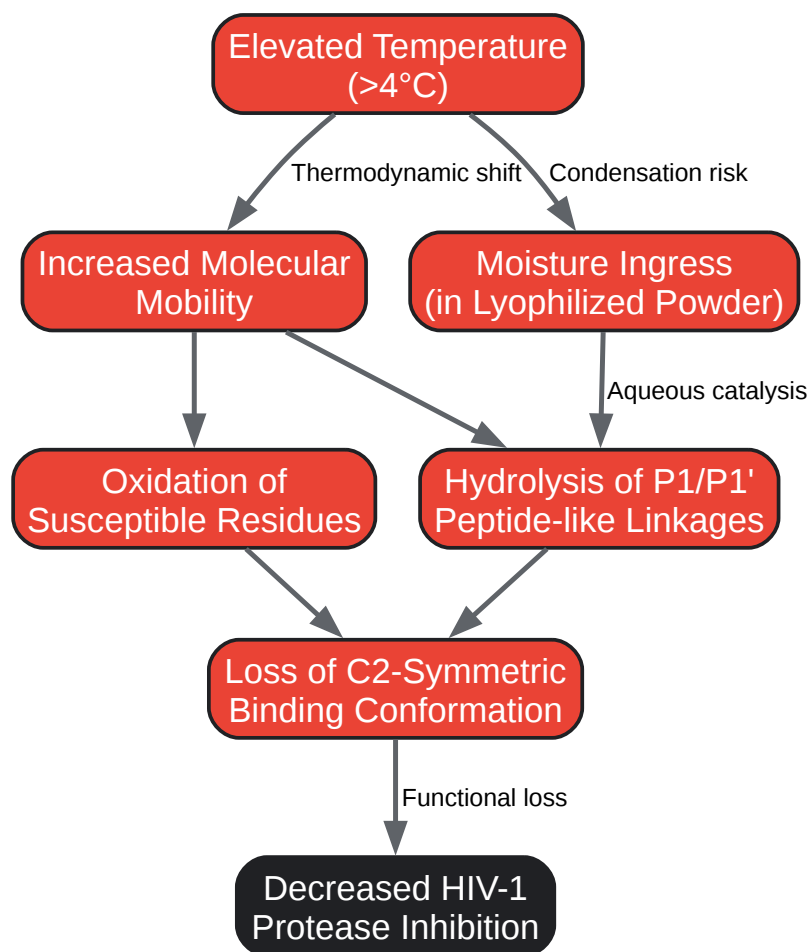 Elevated Temperature
(>4°C)
Thermodynamic shift
Condensation risk
Increased Molecular
Mobility
Moisture Ingress
(in Lyophilized Powder)
Aqueous catalysis
Oxidation of
Susceptible Residues
Hydrolysis of P1/P1'
Peptide-like Linkages
Loss of C2-Symmetric
Binding Conformation
Functional loss
Decreased HIV-1
Protease Inhibition